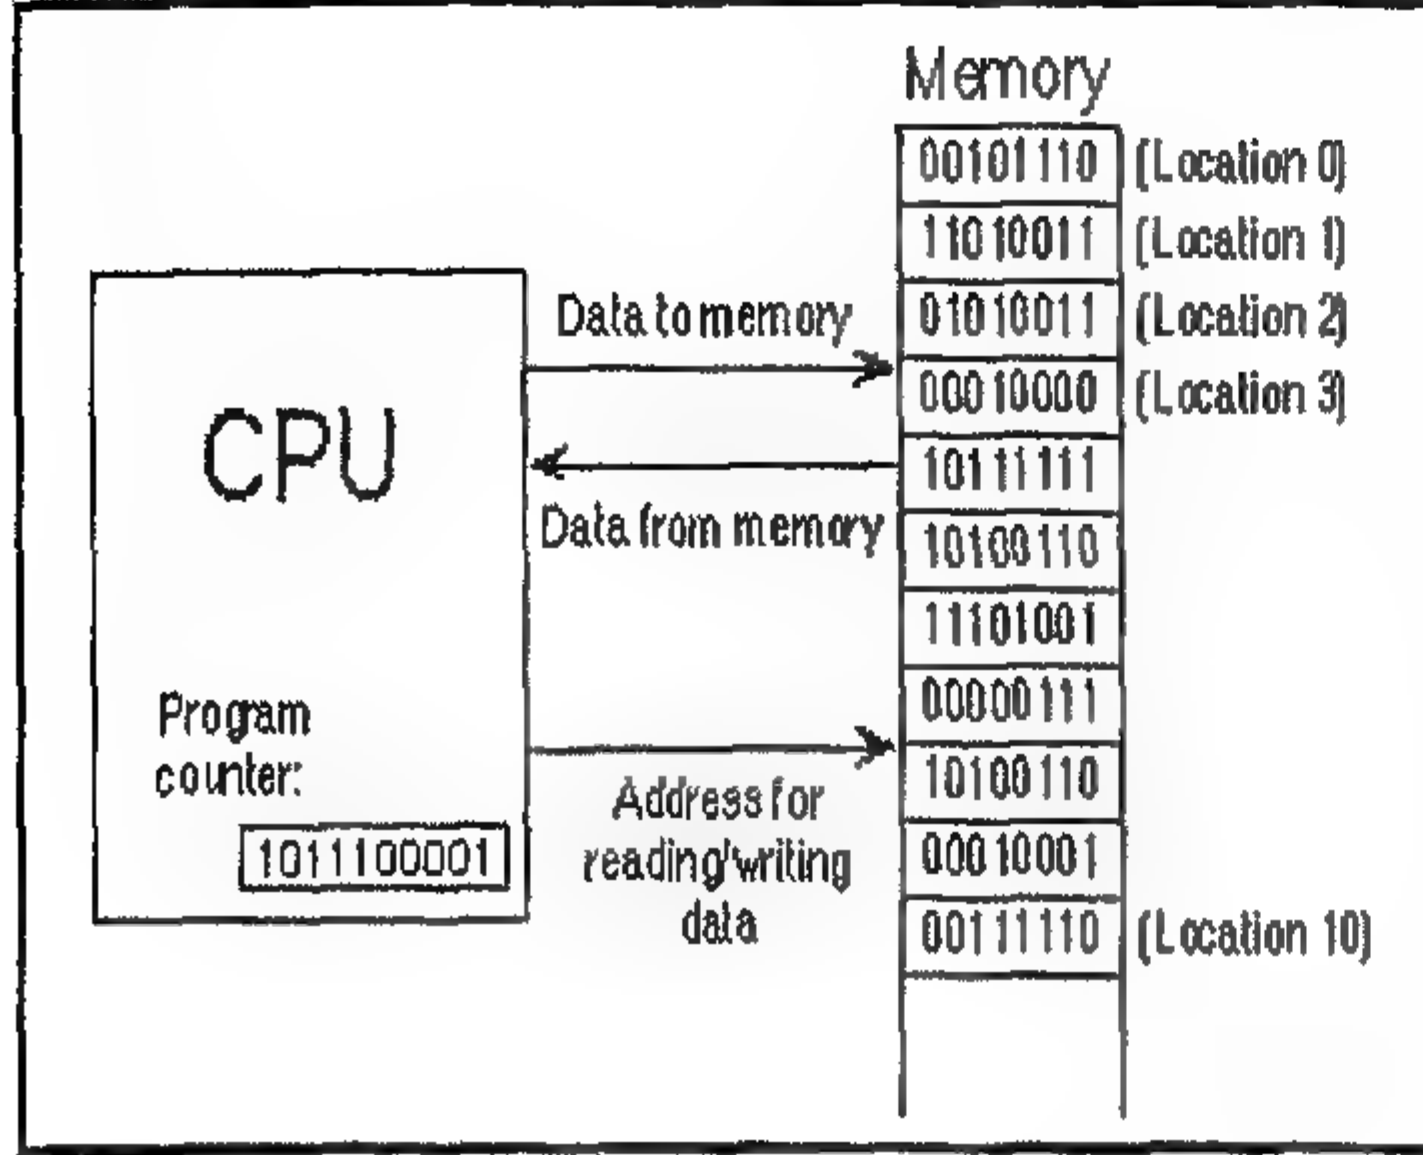 Memory
00101110 (Location 0)
11010011 (Location 1)
01010011 (Location 2)
00010000 (Location 3)
10111111
10100110
11101001
00000111
10100110
00010001
00111110 (Location 10)
Data to memory
CPU
Data from memory
Program
counter:
1011100001
Address for
reading/writing
data